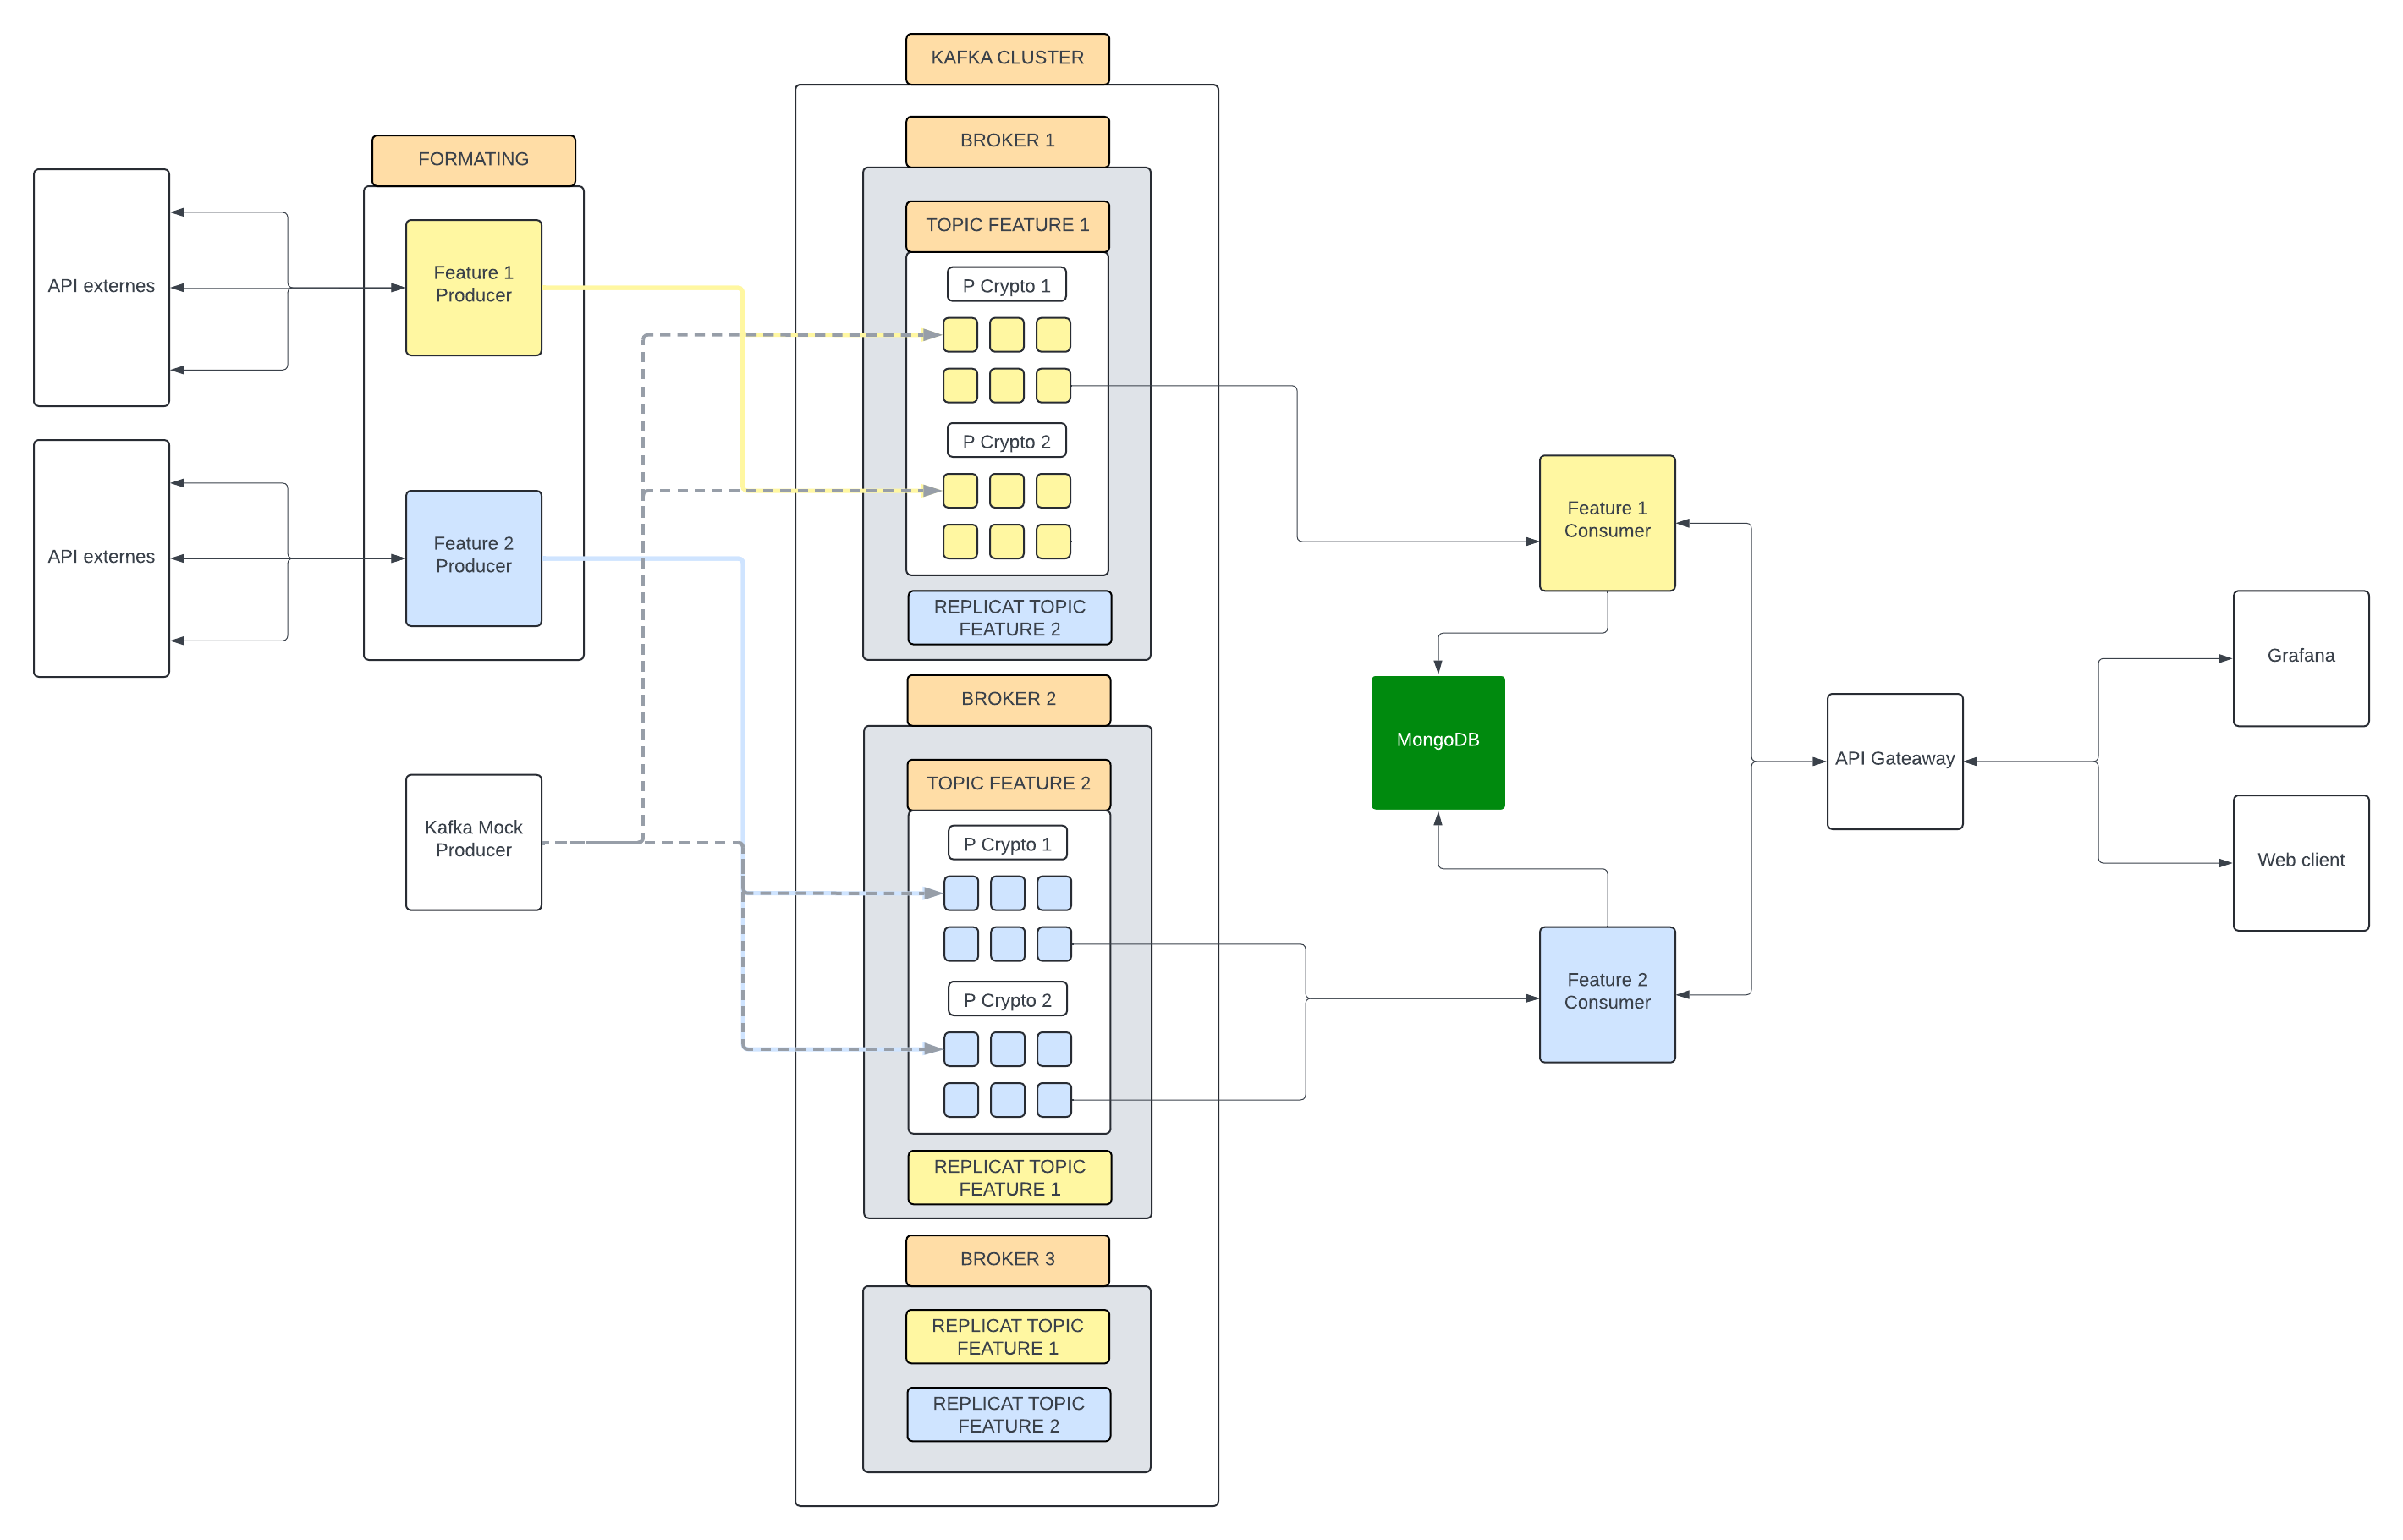 KAFKA CLUSTER
BROKER 1
FORMATING
TOPIC FEATURE 1
API externes
Feature 1
Producer
P Crypto 1
P Crypto 2
API externes
Feature 2
Producer
REPLICAT TOPIC
FEATURE 2
Feature 1
Consumer
BROKER 2
TOPIC FEATURE 2
Kafka Mock
Producer
P Crypto 1
P Crypto 2
REPLICAT TOPIC
FEATURE 1
MongoDB
API Gateaway
Grafana
Web client
Feature 2
Consumer
BROKER 3
REPLICAT TOPIC
FEATURE 1
REPLICAT TOPIC
FEATURE 2